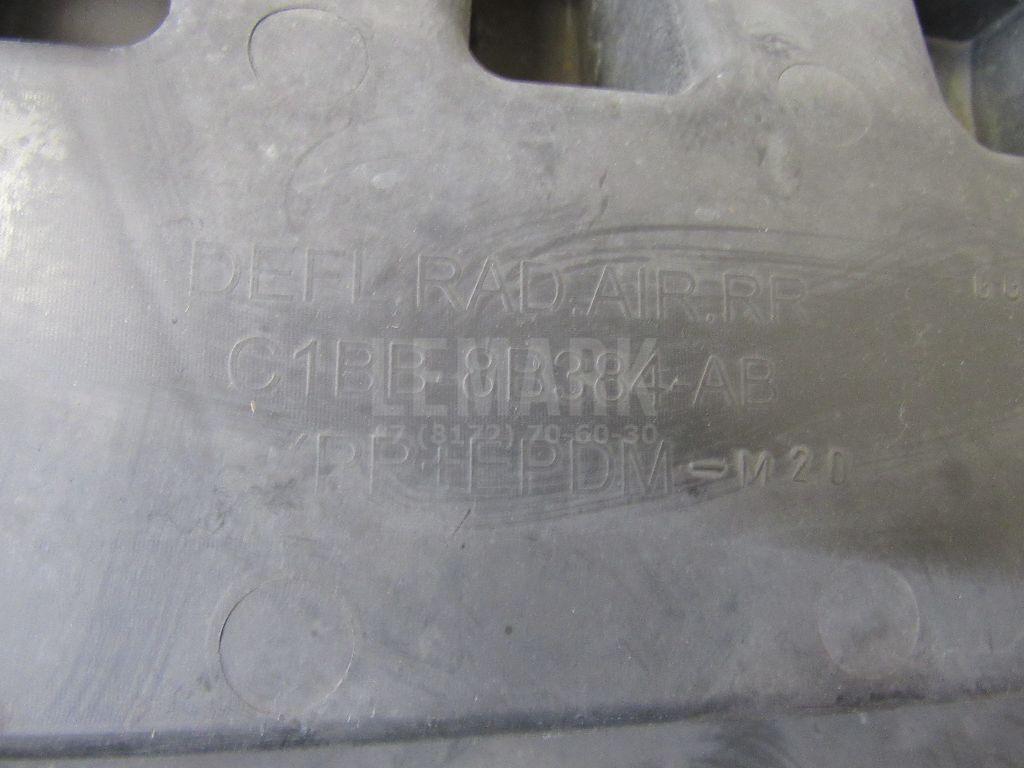 DEFL.RAD.AIR.RR
C1BB-8B384-AB
LEMARK
+7 (8172) 70-60-30
PP+EPDM-M20